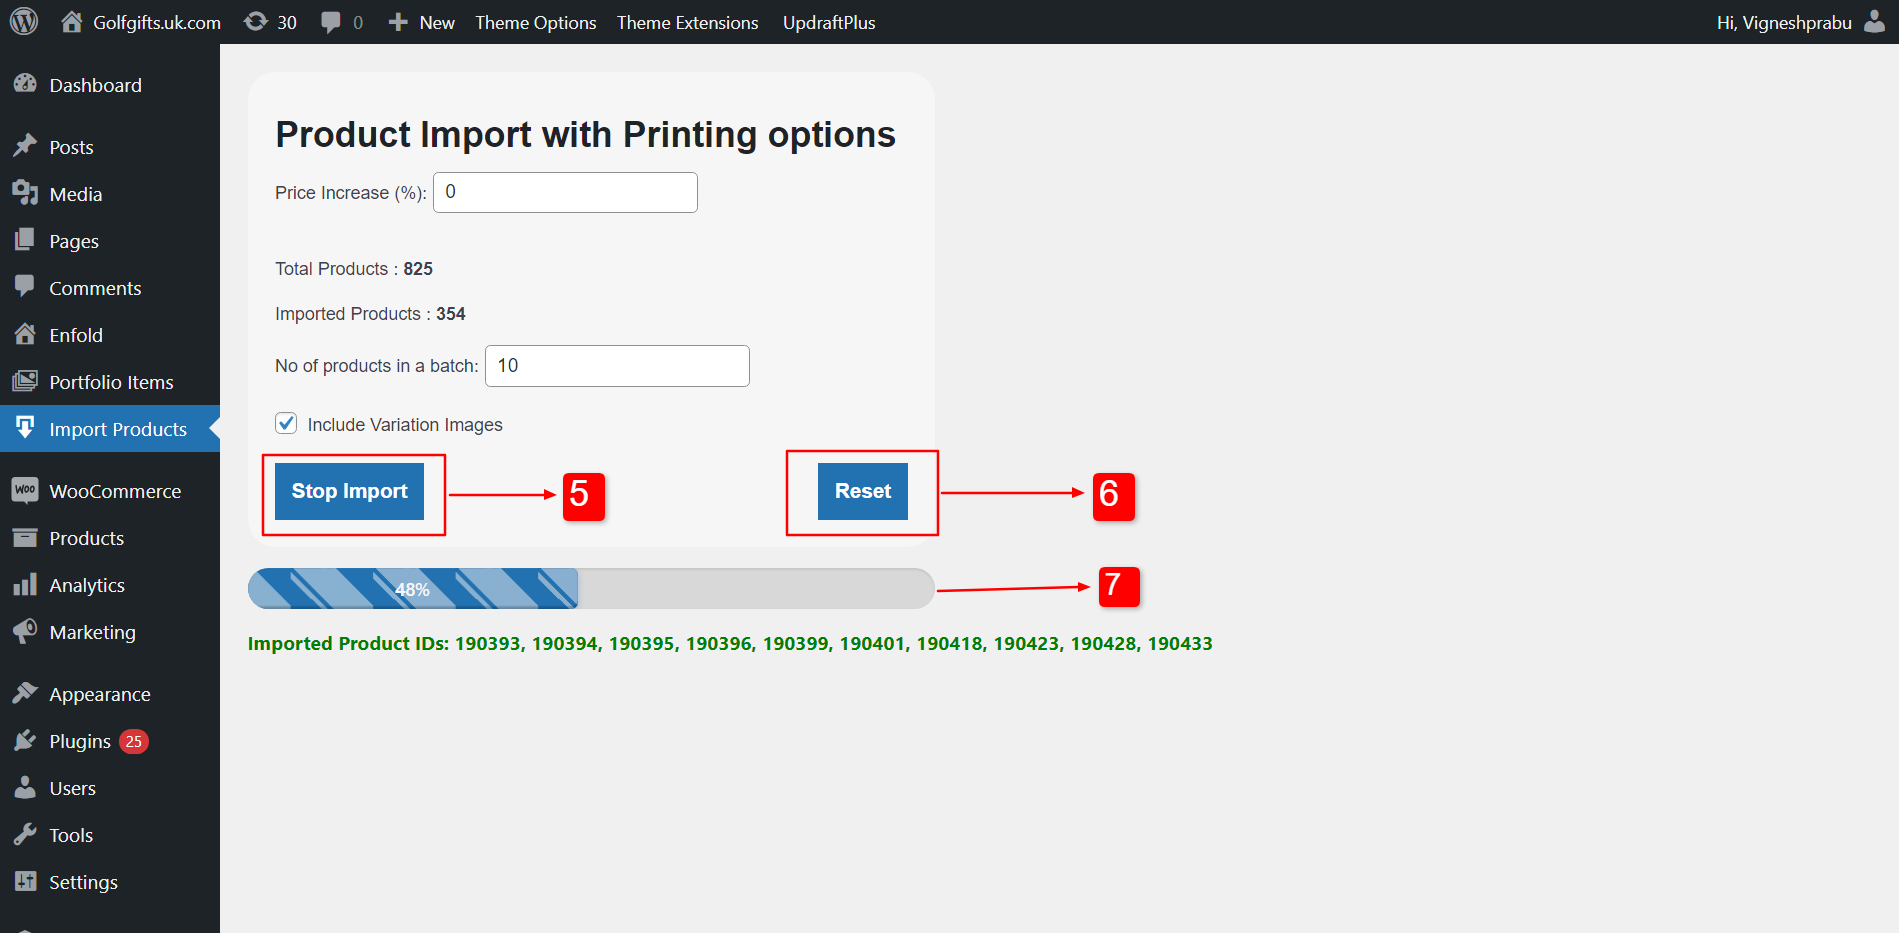 Golfgifts.uk.com 30 0 New Theme Options Theme Extensions UpdraftPlus Hi, Vigneshprabu
Dashboard
Posts
Media
Pages
Comments
Enfold
Portfolio Items
Import Products
WOO WooCommerce
Products
Analytics
Marketing
Appearance
Plugins 25
Users
Tools
Settings
Product Import with Printing options
Price Increase (%): 0
Total Products : 825
Imported Products : 354
No of products in a batch: 10
Include Variation Images
Stop Import 5 Reset 6
48% 7
Imported Product IDs: 190393, 190394, 190395, 190396, 190399, 190401, 190418, 190423, 190428, 190433